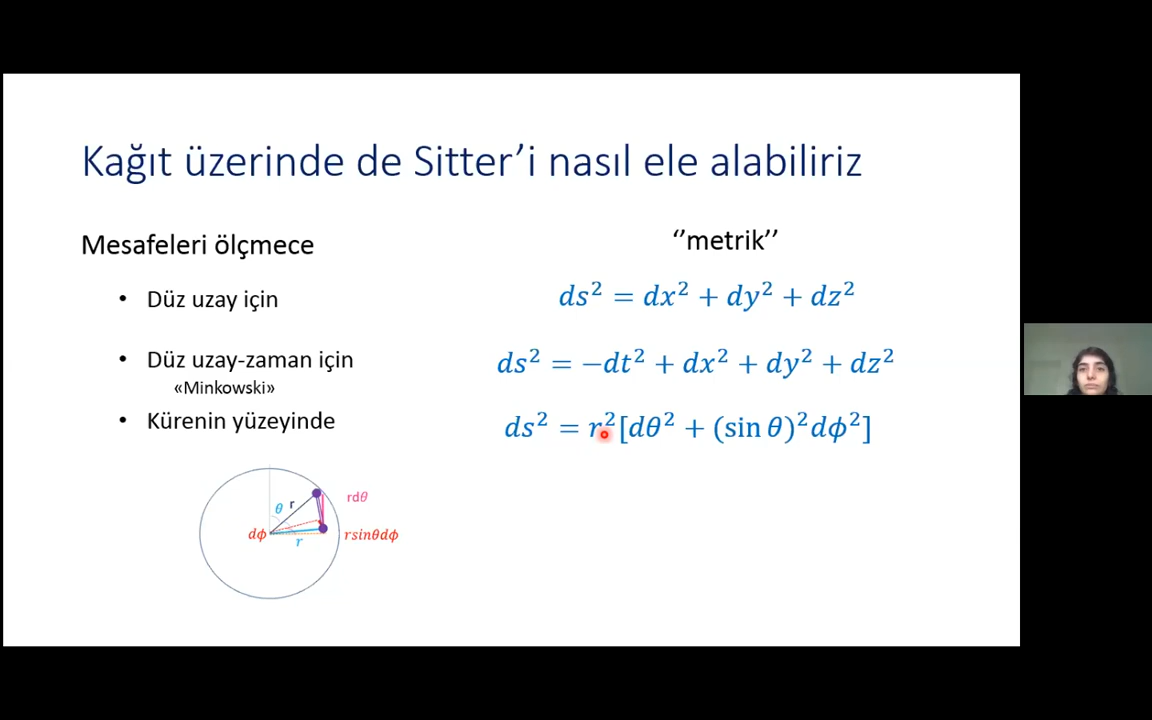 Kağıt üzerinde de Sitter’i nasıl ele alabiliriz
Mesafeleri ölçmece
‘’metrik’’
• Düz uzay için
ds² = dx² + dy² + dz²
• Düz uzay-zaman için
«Minkowski»
ds² = −dt² + dx² + dy² + dz²
• Kürenin yüzeyinde
ds² = r²[dθ² + (sin θ)²dϕ²]
θ
r
rdθ
dϕ
r
rsinθdϕ